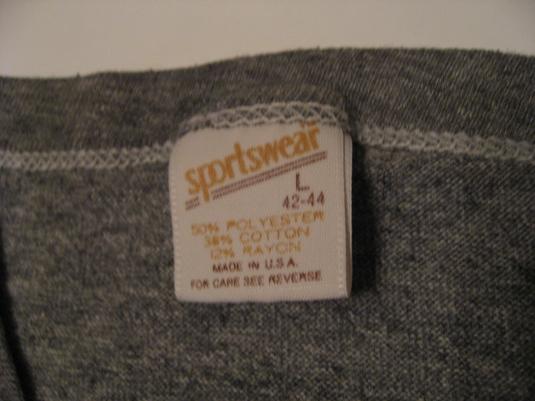 sportswear
L
42-44
50% POLYESTER
38% COTTON
12% RAYON
MADE IN U.S.A.
FOR CARE SEE REVERSE